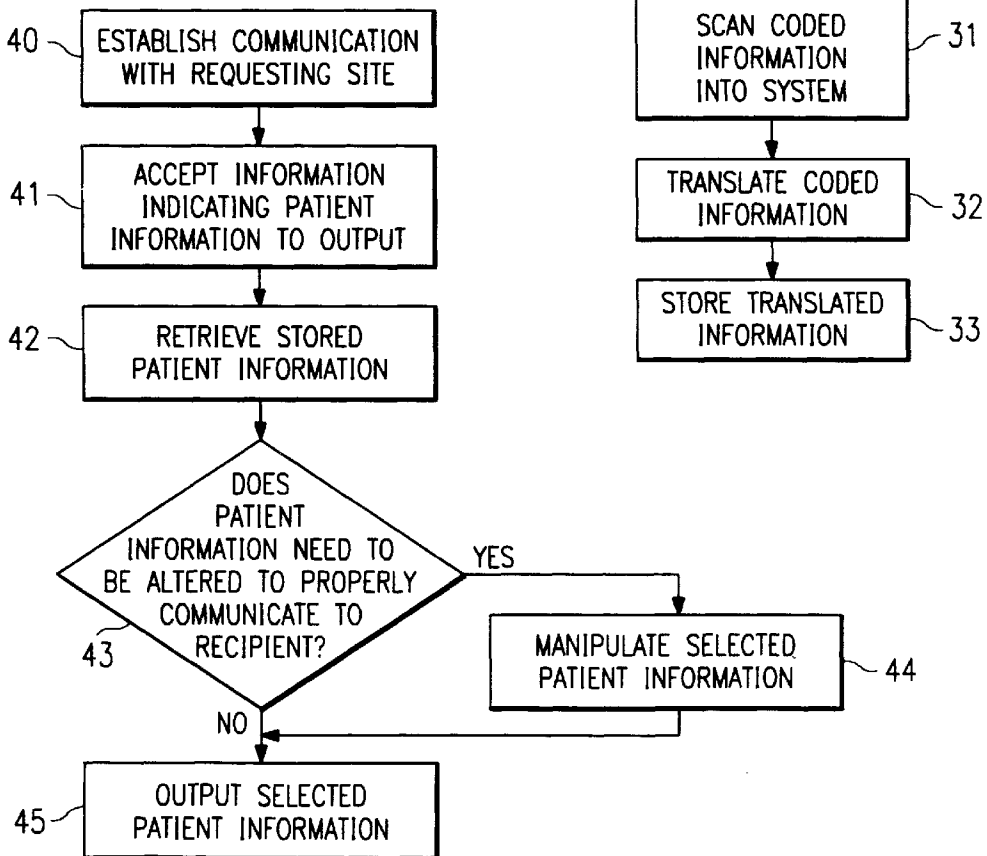 40
ESTABLISH COMMUNICATION
WITH REQUESTING SITE
41
ACCEPT INFORMATION
INDICATING PATIENT
INFORMATION TO OUTPUT
42
RETRIEVE STORED
PATIENT INFORMATION
DOES
PATIENT
INFORMATION NEED TO
BE ALTERED TO PROPERLY
COMMUNICATE TO
RECIPIENT?
43
YES
MANIPULATE SELECTED
PATIENT INFORMATION
44
NO
45
OUTPUT SELECTED
PATIENT INFORMATION
SCAN CODED
INFORMATION
INTO SYSTEM
31
TRANSLATE CODED
INFORMATION
32
STORE TRANSLATED
INFORMATION
33